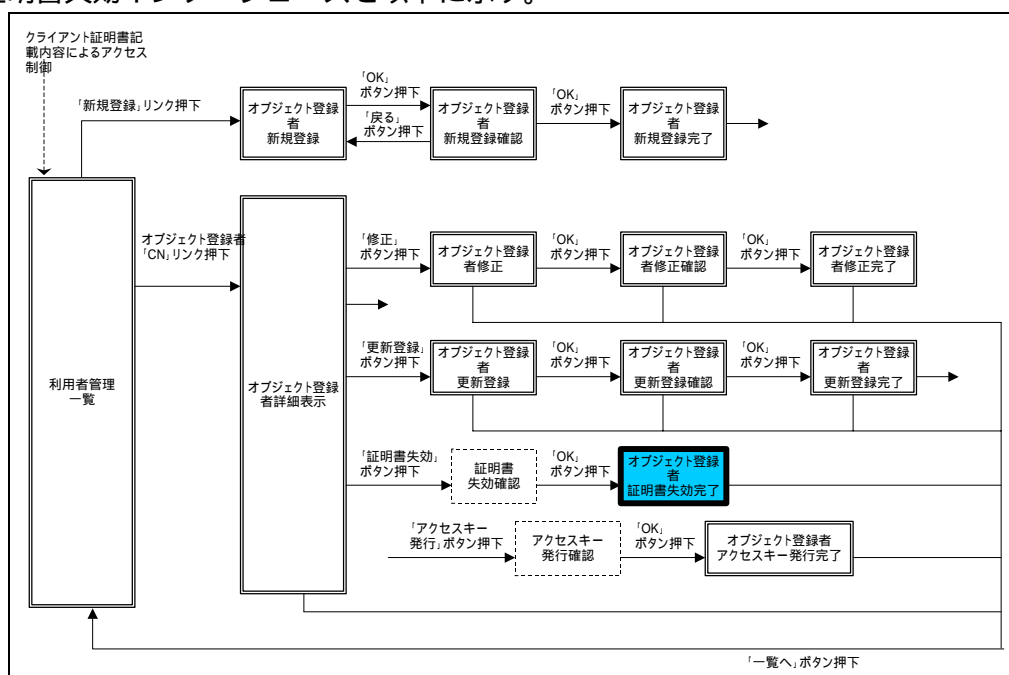 クライアント証明書記
載内容によるアクセス
制御
「新規登録」リンク押下
オブジェクト登録
者
新規登録
「OK」
ボタン押下
「戻る」
ボタン押下
オブジェクト登録
者
新規登録確認
「OK」
ボタン押下
オブジェクト登録
者
新規登録完了
利用者管理
一覧
オブジェクト登録者
「CN」リンク押下
オブジェクト登録
者詳細表示
「修正」
ボタン押下
オブジェクト登録
者修正
「OK」
ボタン押下
オブジェクト登録
者修正確認
「OK」
ボタン押下
オブジェクト登録
者修正完了
「更新登録」
ボタン押下
オブジェクト登録
者
更新登録
「OK」
ボタン押下
オブジェクト登録
者
更新登録確認
「OK」
ボタン押下
オブジェクト登録
者
更新登録完了
「証明書失効」
ボタン押下
証明書
失効確認
「OK」
ボタン押下
オブジェクト登録
者
証明書失効完了
「アクセスキー
発行」ボタン押下
アクセスキー
発行確認
「OK」
ボタン押下
オブジェクト登録者
アクセスキー発行完了
「一覧へ」ボタン押下